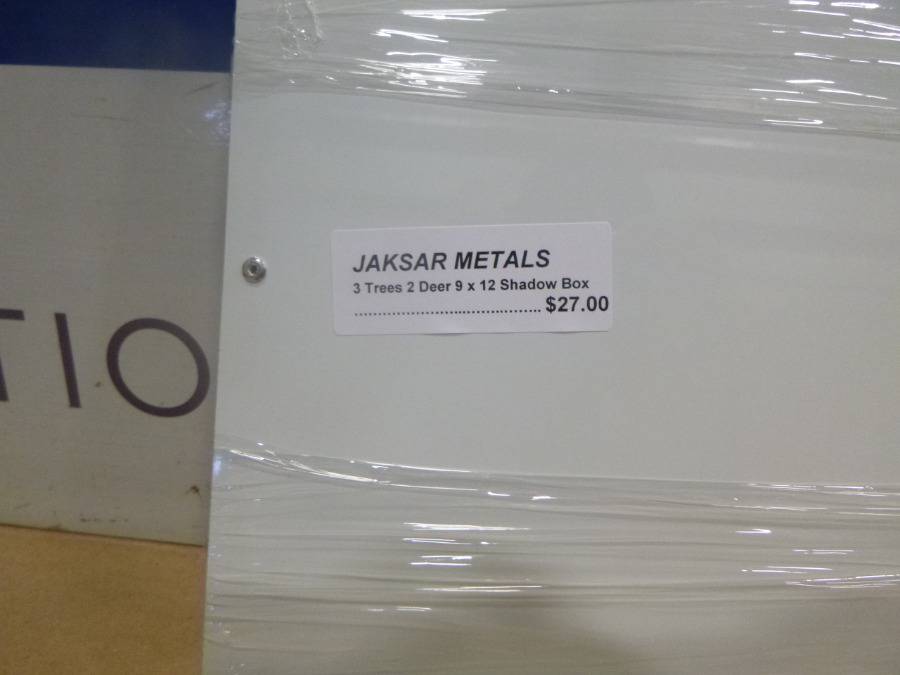 JAKSAR METALS
3 Trees 2 Deer 9 x 12 Shadow Box
....................................... $27.00
TIO